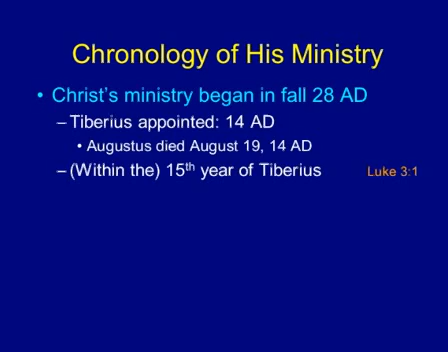 Chronology of His Ministry
• Christ's ministry began in fall 28 AD
– Tiberius appointed: 14 AD
• Augustus died August 19, 14 AD
– (Within the) 15th year of Tiberius Luke 3:1